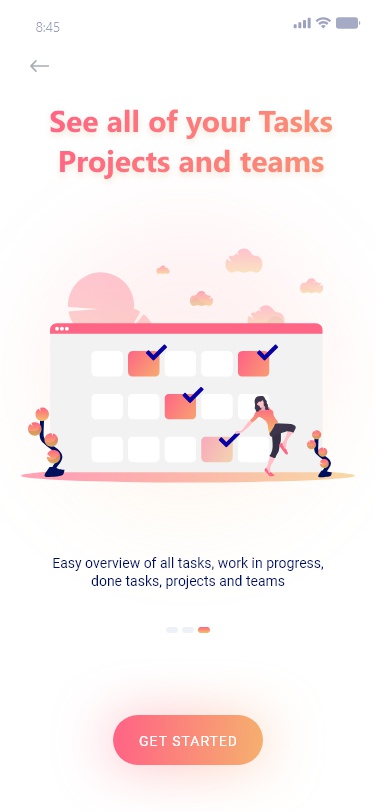 8:45
See all of your Tasks
Projects and teams
Easy overview of all tasks, work in progress,
done tasks, projects and teams
GET STARTED